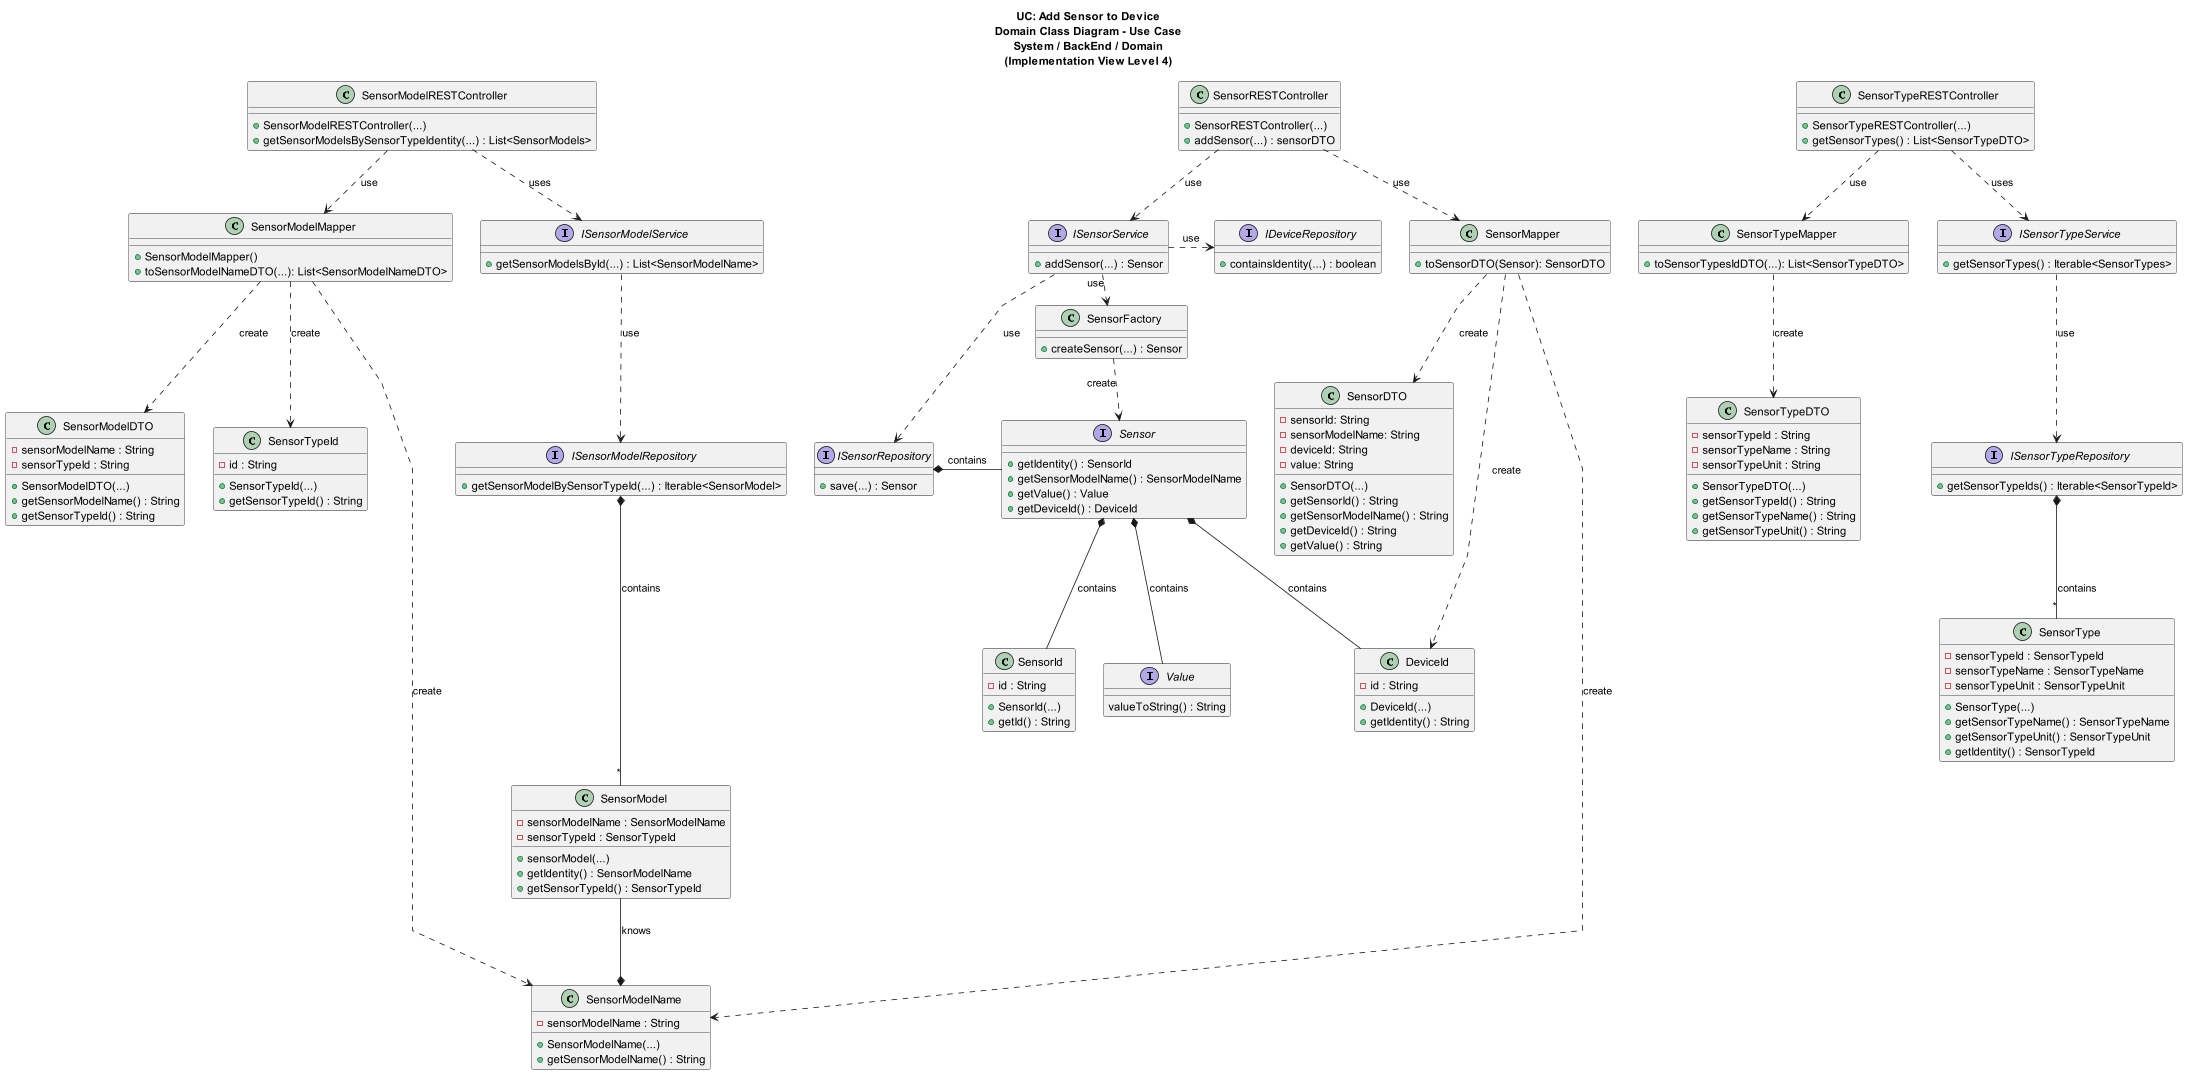 UC: Add Sensor to Device
Domain Class Diagram - Use Case
System / BackEnd / Domain
(Implementation View Level 4)
C SensorModelRESTController
SensorModelRESTController(...)
getSensorModelsBySensorTypeIdentity(...) : List<SensorModels>
C SensorRESTController
SensorRESTController(...)
addSensor(...) : sensorDTO
C SensorTypeRESTController
SensorTypeRESTController(...)
getSensorTypes() : List<SensorTypeDTO>
use
uses
use
use
use
uses
C SensorModelMapper
SensorModelMapper()
toSensorModelNameDTO(...): List<SensorModelNameDTO>
I ISensorModelService
getSensorModelsById(...) : List<SensorModelName>
I ISensorService
addSensor(...) : Sensor
use
I IDeviceRepository
containsIdentity(...) : boolean
C SensorMapper
toSensorDTO(Sensor): SensorDTO
C SensorTypeMapper
toSensorTypesIdDTO(...): List<SensorTypeDTO>
I ISensorTypeService
getSensorTypes() : Iterable<SensorTypes>
use
C SensorFactory
createSensor(...) : Sensor
create
create
use
use
create
create
use
create
create
C SensorModelDTO
sensorModelName : String
sensorTypeId : String
SensorModelDTO(...)
getSensorModelName() : String
getSensorTypeId() : String
C SensorTypeId
id : String
SensorTypeId(...)
getSensorTypeId() : String
I ISensorModelRepository
getSensorModelBySensorTypeId(...) : Iterable<SensorModel>
I ISensorRepository
save(...) : Sensor
contains
I Sensor
getIdentity() : SensorId
getSensorModelName() : SensorModelName
getValue() : Value
getDeviceId() : DeviceId
C SensorDTO
sensorId: String
sensorModelName: String
deviceId: String
value: String
SensorDTO(...)
getSensorId() : String
getSensorModelName() : String
getDeviceId() : String
getValue() : String
C SensorTypeDTO
sensorTypeId : String
sensorTypeName : String
sensorTypeUnit : String
SensorTypeDTO(...)
getSensorTypeId() : String
getSensorTypeName() : String
getSensorTypeUnit() : String
I ISensorTypeRepository
getSensorTypeIds() : Iterable<SensorTypeId>
contains
contains
contains
contains
contains
*
C SensorId
id : String
SensorId(...)
getId() : String
I Value
valueToString() : String
C DeviceId
id : String
DeviceId(...)
getIdentity() : String
C SensorType
sensorTypeId : SensorTypeId
sensorTypeName : SensorTypeName
sensorTypeUnit : SensorTypeUnit
SensorType(...)
getSensorTypeName() : SensorTypeName
getSensorTypeUnit() : SensorTypeUnit
getIdentity() : SensorTypeId
create
create
*
C SensorModel
sensorModelName : SensorModelName
sensorTypeId : SensorTypeId
sensorModel(...)
getIdentity() : SensorModelName
getSensorTypeId() : SensorTypeId
knows
C SensorModelName
sensorModelName : String
SensorModelName(...)
getSensorModelName() : String